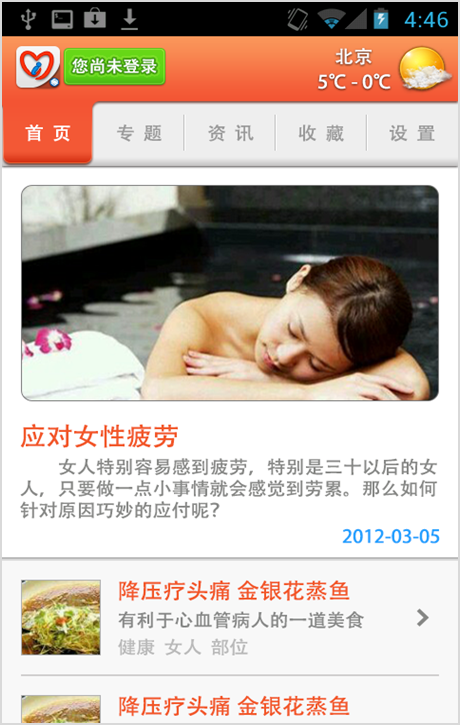 4:46
您尚未登录
北京
5℃ - 0℃
首 页
专 题
资 讯
收 藏
设 置
应对女性疲劳
女人特别容易感到疲劳，特别是三十以后的女
人，只要做一点小事情就会感觉到劳累。那么如何
针对原因巧妙的应付呢？
2012-03-05
降压疗头痛 金银花蒸鱼
有利于心血管病人的一道美食
健康 女人 部位
降压疗头痛 金银花蒸鱼